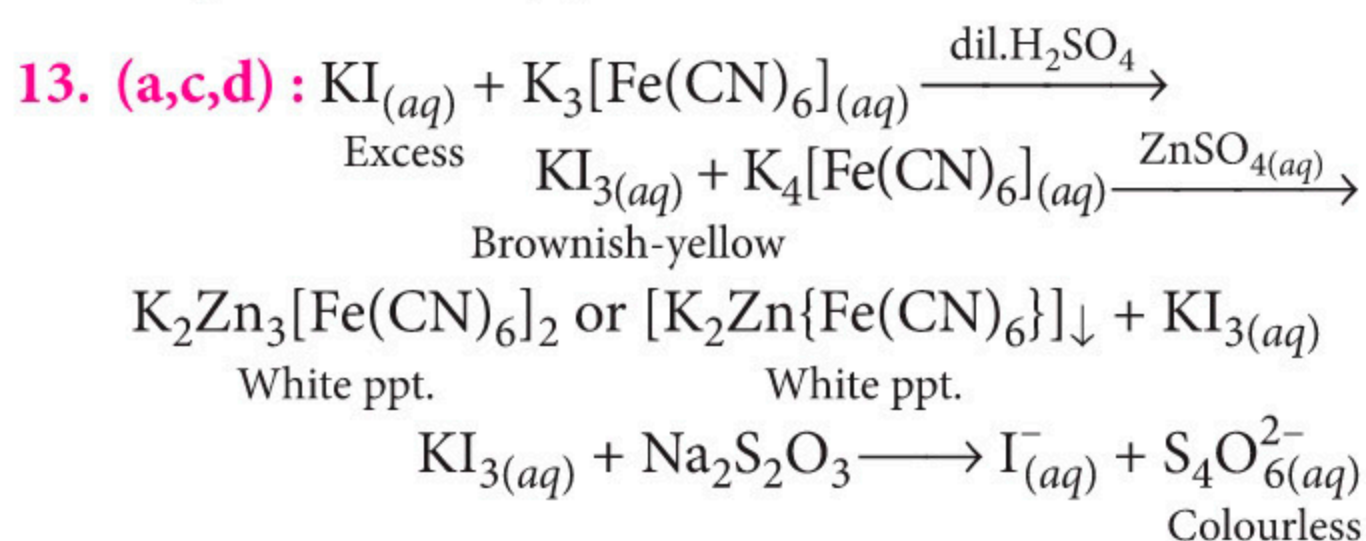 13. (a,c,d) : KI(aq) + K₃[Fe(CN)₆](aq) dil.H₂SO₄ →
Excess
KI₃(aq) + K₄[Fe(CN)₆](aq) ZnSO₄(aq) →
Brownish-yellow
K₂Zn₃[Fe(CN)₆]₂ or [K₂Zn{Fe(CN)₆}]↓ + KI₃(aq)
White ppt. White ppt.
KI₃(aq) + Na₂S₂O₃ → I⁻(aq) + S₄O₆²⁻(aq)
Colourless